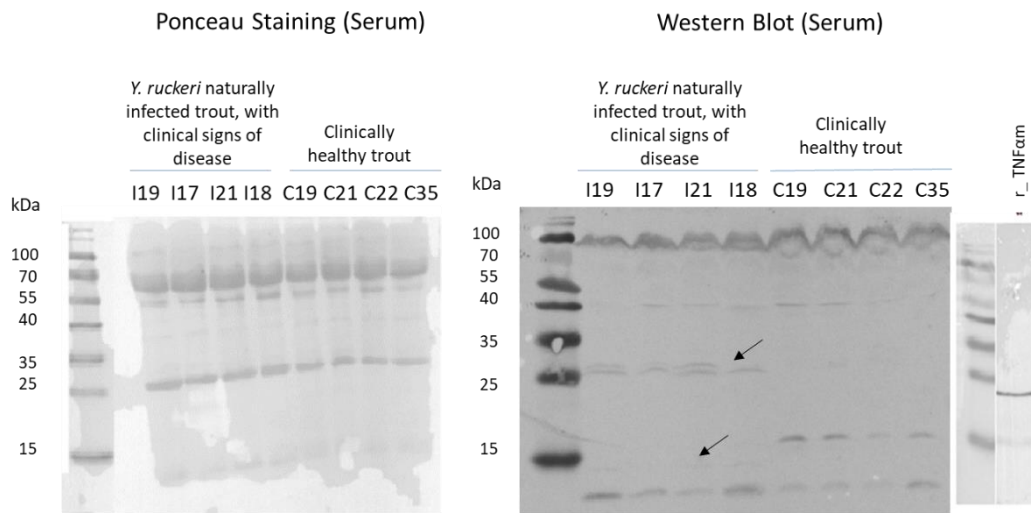 Ponceau Staining (Serum)
Western Blot (Serum)
Y. ruckeri naturally
infected trout, with
clinical signs of
disease
Clinically
healthy trout
Y. ruckeri naturally
infected trout, with
clinical signs of
disease
Clinically
healthy trout
r_TNFαm
kDa
I19 I17 I21 I18 C19 C21 C22 C35
kDa
I19 I17 I21 I18 C19 C21 C22 C35
100
70
55
40
35
25
15
100
70
55
40
35
25
15